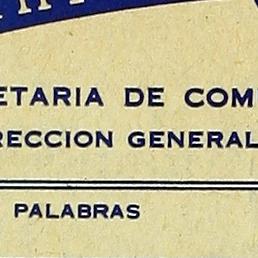 ETARIA DE COM
RECCION GENERAL
PALABRAS